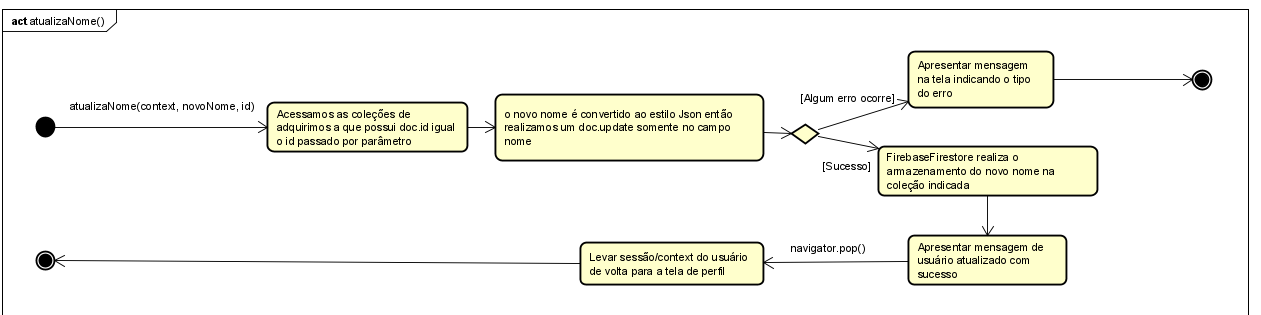 act atualizaNome()
atualizaNome(context, novoNome, id)
Acessamos as coleções de
adquirimos a que possui doc.id igual
o id passado por parâmetro
o novo nome é convertido ao estilo Json então
realizamos um doc.update somente no campo
nome
[Algum erro ocorre]
Apresentar mensagem
na tela indicando o tipo
do erro
[Sucesso]
FirebaseFirestore realiza o
armazenamento do novo nome na
coleção indicada
Apresentar mensagem de
usuário atualizado com
sucesso
navigator.pop()
Levar sessão/context do usuário
de volta para a tela de perfil